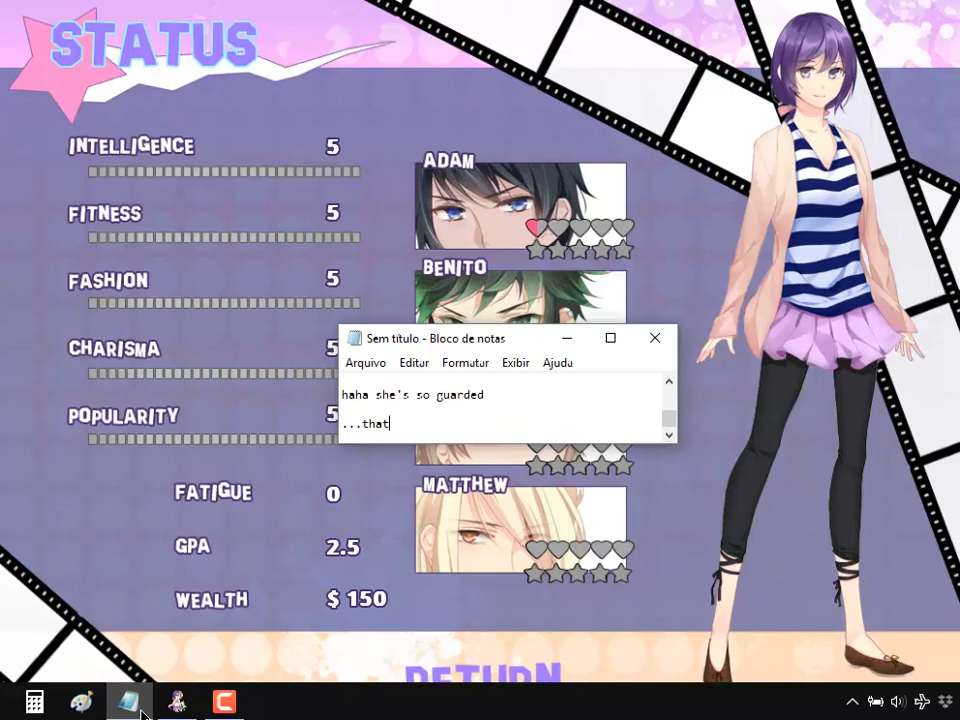 STATUS
INTELLIGENCE 5
FITNESS 5
FASHION 5
CHARISMA 5
POPULARITY 5
FATIGUE 0
GPA 2.5
WEALTH $ 150
ADAM
BENITO
Sem título - Bloco de notas
Arquivo Editar Formatar Exibir Ajuda
haha she's so guarded
...that
MATTHEW
RETURN